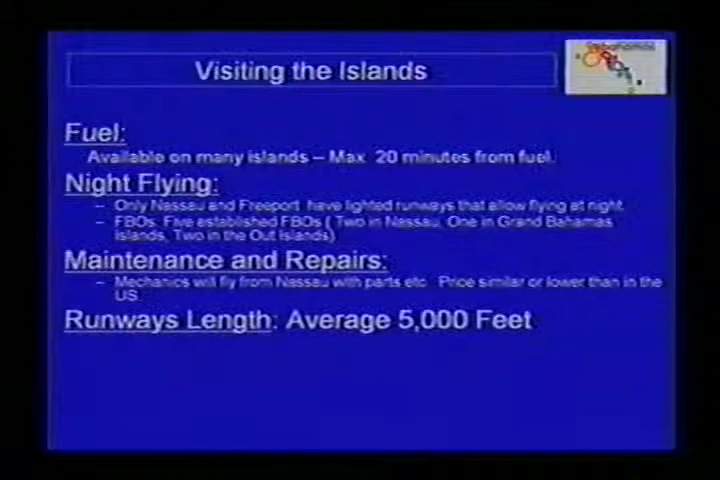 Visiting the Islands
Fuel:
Available on many islands – Max 20 minutes from fuel.
Night Flying:
– Only Nassau and Freeport have lighted runways that allow flying at night.
– FBOs: Five established FBOs ( Two in Nassau, One in Grand Bahamas
Islands, Two in the Out Islands)
Maintenance and Repairs:
– Mechanics will fly from Nassau with parts etc. Price similar or lower than in the
US.
Runways Length: Average 5,000 Feet